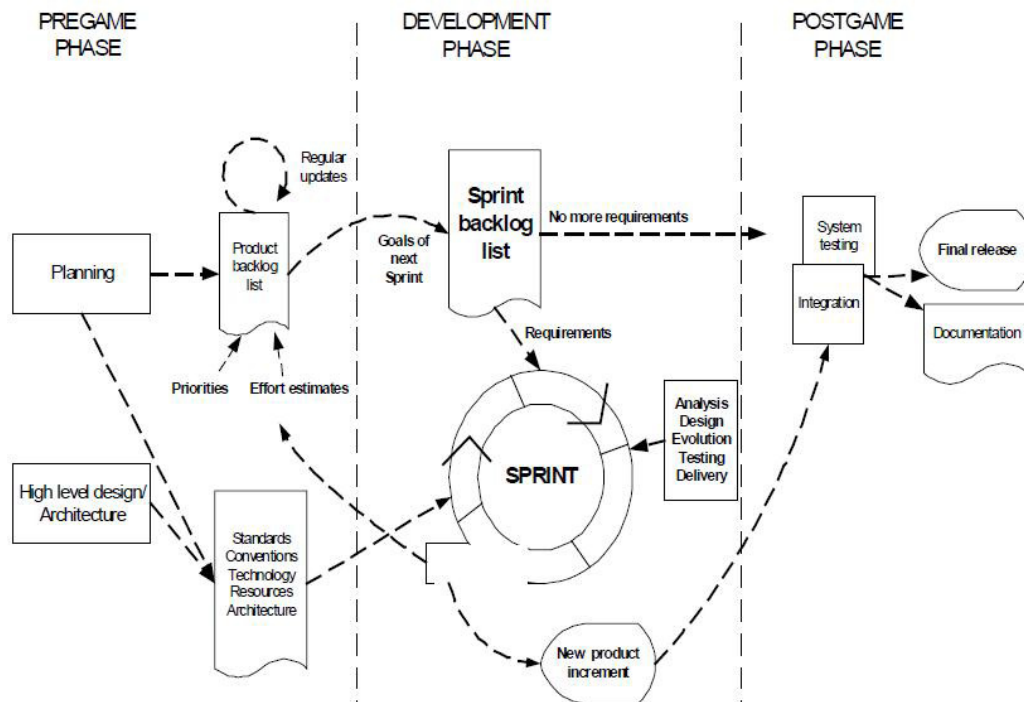 PREGAME
PHASE
DEVELOPMENT
PHASE
POSTGAME
PHASE
Regular
updates
Planning
Product
backlog
list
Goals of
next
Sprint
Sprint
backlog
list
No more requirements
System
testing
Integration
Final release
Documentation
Requirements
Priorities
Effort estimates
Analysis
Design
Evolution
Testing
Delivery
SPRINT
High level design/
Architecture
Standards
Conventions
Technology
Resources
Architecture
New product
increment